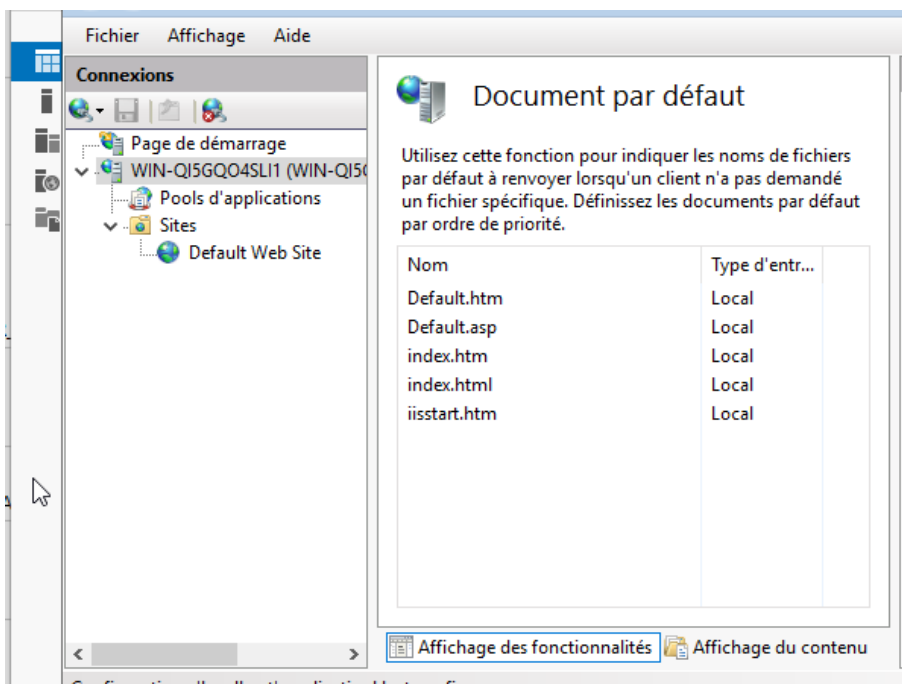 Fichier Affichage Aide
Connexions
Page de démarrage
WIN-QI5GQO4SLI1 (WIN-QI5
Pools d'applications
Sites
Default Web Site
Document par défaut
Utilisez cette fonction pour indiquer les noms de fichiers
par défaut à renvoyer lorsqu'un client n'a pas demandé
un fichier spécifique. Définissez les documents par défaut
par ordre de priorité.
Nom Type d'entr...
Default.htm Local
Default.asp Local
index.htm Local
index.html Local
iisstart.htm Local
Affichage des fonctionnalités Affichage du contenu